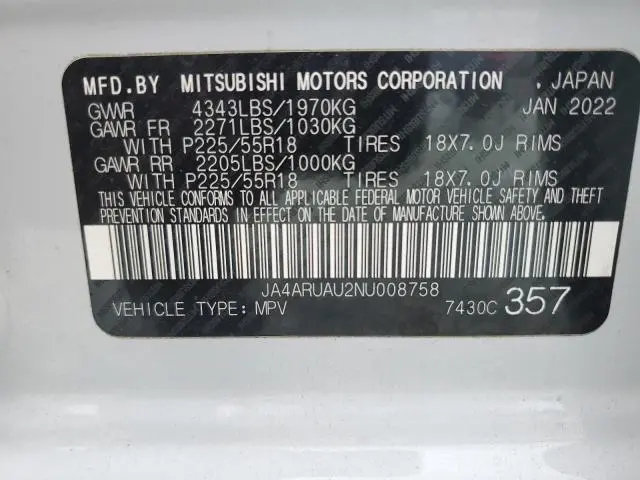 MFD.BY MITSUBISHI MOTORS CORPORATION . JAPAN
GVWR 4343LBS/1970KG JAN 2022
GAWR FR 2271LBS/1030KG
WITH P225/55R18 TIRES 18X7.0J RIMS
GAWR RR 2205LBS/1000KG
WITH P225/55R18 TIRES 18X7.0J RIMS
THIS VEHICLE CONFORMS TO ALL APPLICABLE FEDERAL MOTOR VEHICLE SAFETY AND THEFT
PREVENTION STANDARDS IN EFFECT ON THE DATE OF MANUFACTURE SHOWN ABOVE.
JA4ARUAU2NU008758
VEHICLE TYPE: MPV 7430C 357